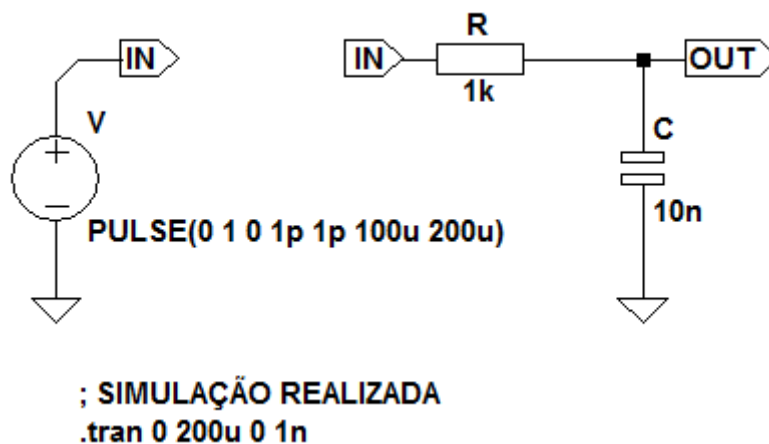 R
IN
IN
OUT
1k
V
C
PULSE(0 1 0 1p 1p 100u 200u)
10n
; SIMULAÇÃO REALIZADA
.tran 0 200u 0 1n